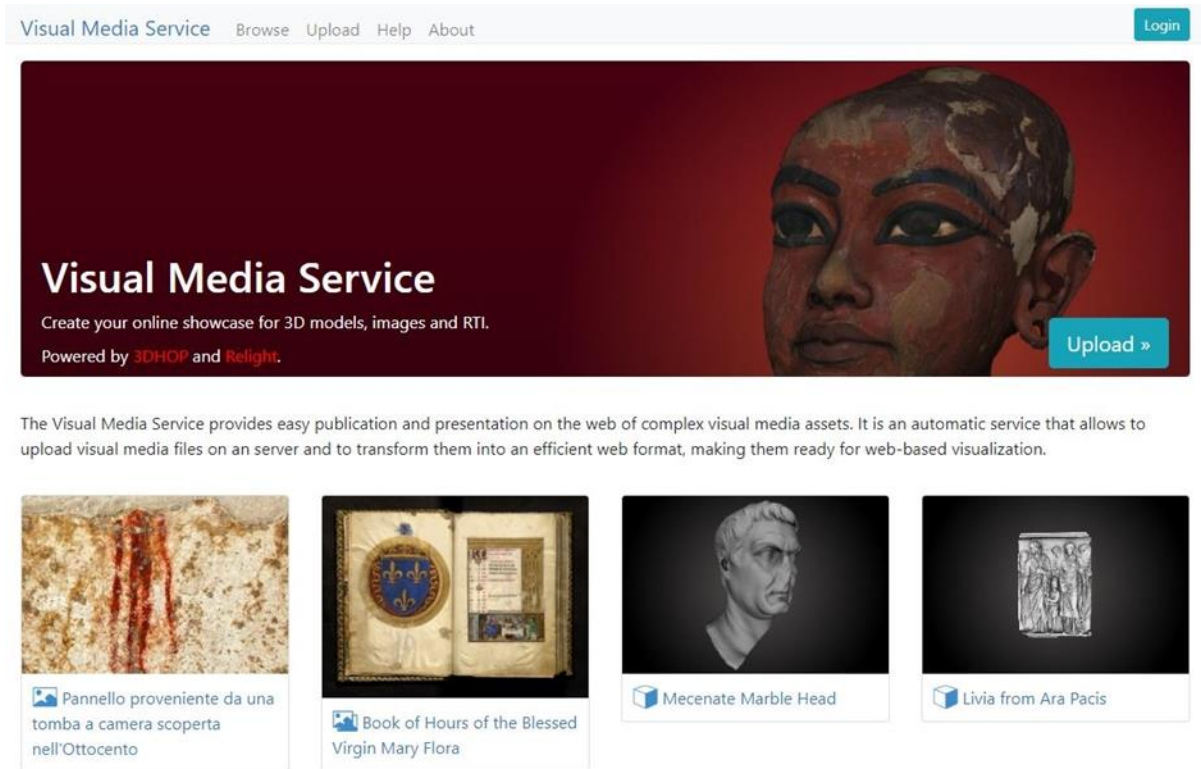 Visual Media Service Browse Upload Help About Login
Visual Media Service
Create your online showcase for 3D models, images and RTI.
Powered by 3DHOP and Relight.
Upload »
The Visual Media Service provides easy publication and presentation on the web of complex visual media assets. It is an automatic service that allows to
upload visual media files on an server and to transform them into an efficient web format, making them ready for web-based visualization.
Pannello proveniente da una
tomba a camera scoperta
nell'Ottocento
Book of Hours of the Blessed
Virgin Mary Flora
Mecenate Marble Head
Livia from Ara Pacis